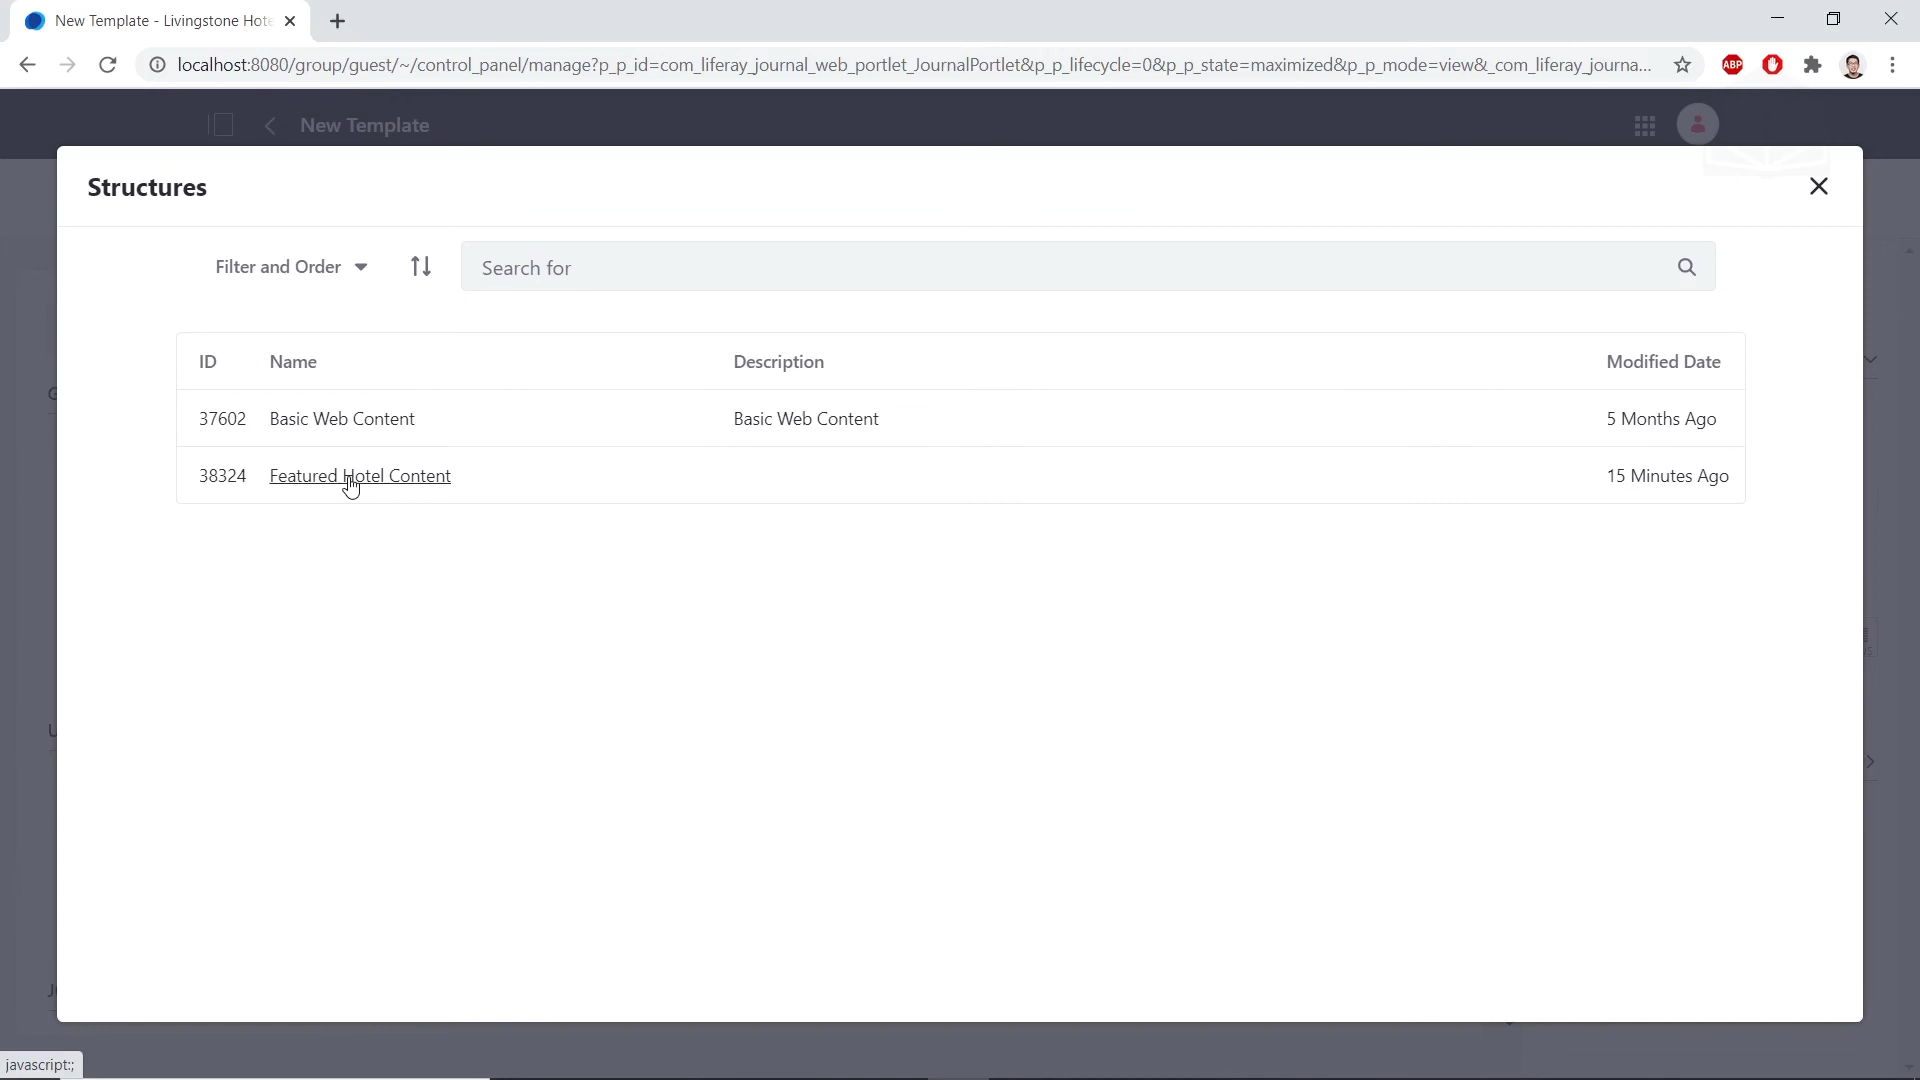 New Template - Livingstone Hote
localhost:8080/group/guest/~/control_panel/manage?p_p_id=com_liferay_journal_web_portlet_JournalPortlet&p_p_lifecycle=0&p_p_state=maximized&p_p_mode=view&_com_liferay_journa...
ABP
New Template
Structures
Filter and Order
Search for
ID Name Description Modified Date
37602 Basic Web Content Basic Web Content 5 Months Ago
38324 Featured Hotel Content 15 Minutes Ago
javascript:;